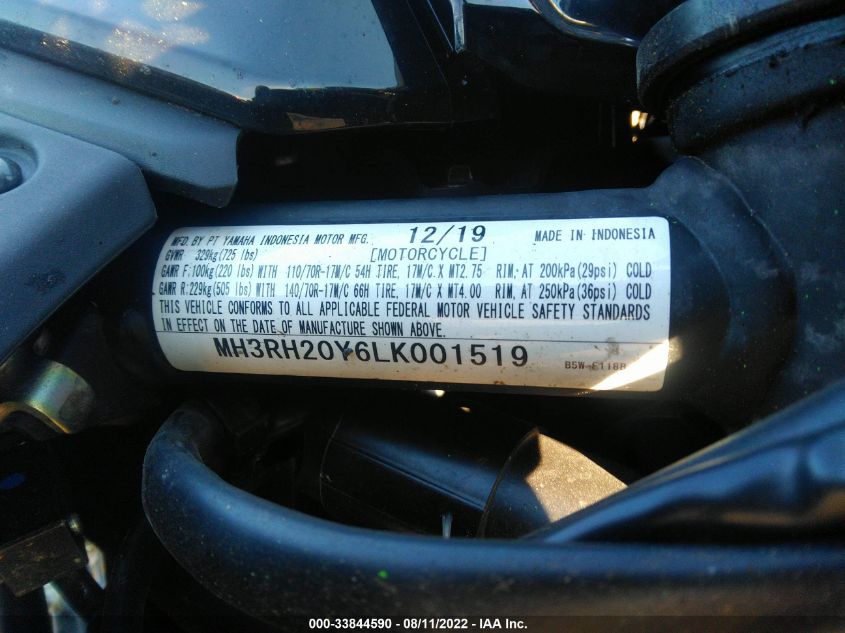 MFD. BY PT YAMAHA INDONESIA MOTOR MFG. 12/19 MADE IN INDONESIA
GVWR 329kg(725 lbs) [MOTORCYCLE]
GAWR F:100kg(220 lbs) WITH 110/70R-17M/C 54H TIRE, 17M/C.X MT2.75 RIM, AT 200kPa(29psi) COLD
GAWR R:229kg(505 lbs) WITH 140/70R-17M/C 66H TIRE, 17M/C X MT4.00 RIM, AT 250kPa(36psi) COLD
THIS VEHICLE CONFORMS TO ALL APPLICABLE FEDERAL MOTOR VEHICLE SAFETY STANDARDS
IN EFFECT ON THE DATE OF MANUFACTURE SHOWN ABOVE.
MH3RH20Y6LK001519
B5W-E118B
000-33844590 - 08/11/2022 - IAA Inc.